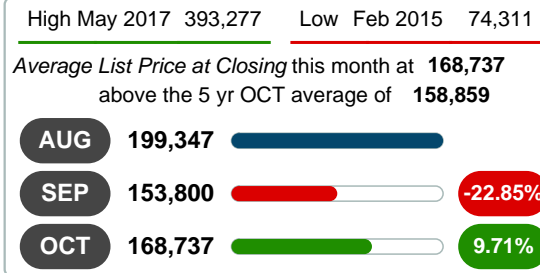 High May 2017 393,277 Low Feb 2015 74,311
Average List Price at Closing this month at 168,737
above the 5 yr OCT average of 158,859
AUG 199,347
SEP 153,800 -22.85%
OCT 168,737 9.71%